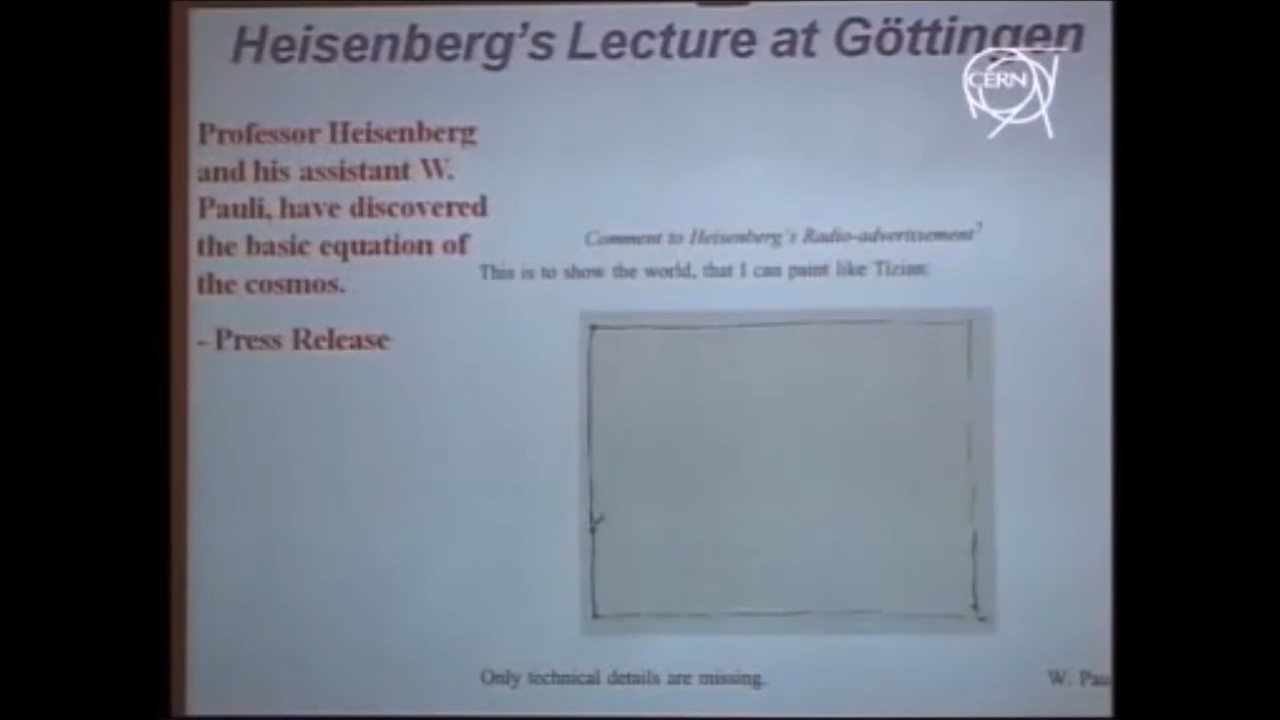 Heisenberg's Lecture at Göttingen
CERN
Professor Heisenberg
and his assistant W.
Pauli, have discovered
the basic equation of
the cosmos.
- Press Release
Comment to Heisenberg's Radio-advertisement7
This is to show the world, that I can paint like Tizian:
Only technical details are missing.
W. Pau